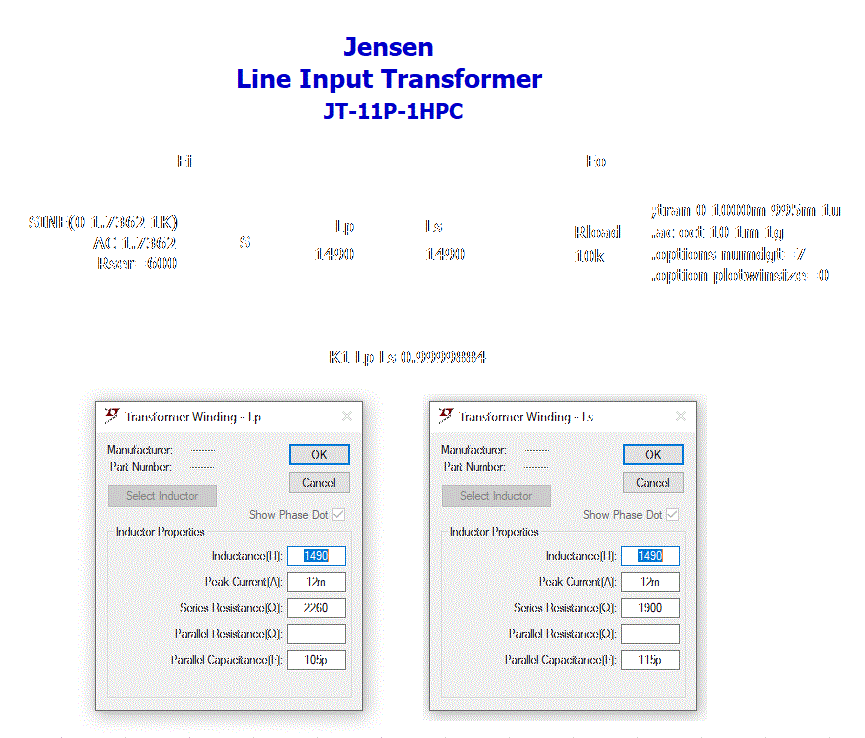 Jensen
Line Input Transformer
JT-11P-1HPC
Ei
Eo
SINE(0 1.7362 1K)
AC 1.7362
Rser=600
S
Lp
1490
Ls
1490
Rload
10k
;tran 0 1000m 995m 1u
.ac oct 10 1m 1g
.options numdgt=7
.option plotwinsize=0
K1 Lp Ls 0.9999884
Transformer Winding - Lp
Manufacturer: --------
Part Number: --------
OK
Cancel
Select Inductor
Show Phase Dot
Inductor Properties
Inductance(H): 1490
Peak Current(A): 12m
Series Resistance(Ω): 2260
Parallel Resistance(Ω):
Parallel Capacitance(F): 105p
Transformer Winding - Ls
Manufacturer: --------
Part Number: --------
OK
Cancel
Select Inductor
Show Phase Dot
Inductor Properties
Inductance(H): 1490
Peak Current(A): 12m
Series Resistance(Ω): 1900
Parallel Resistance(Ω):
Parallel Capacitance(F): 115p